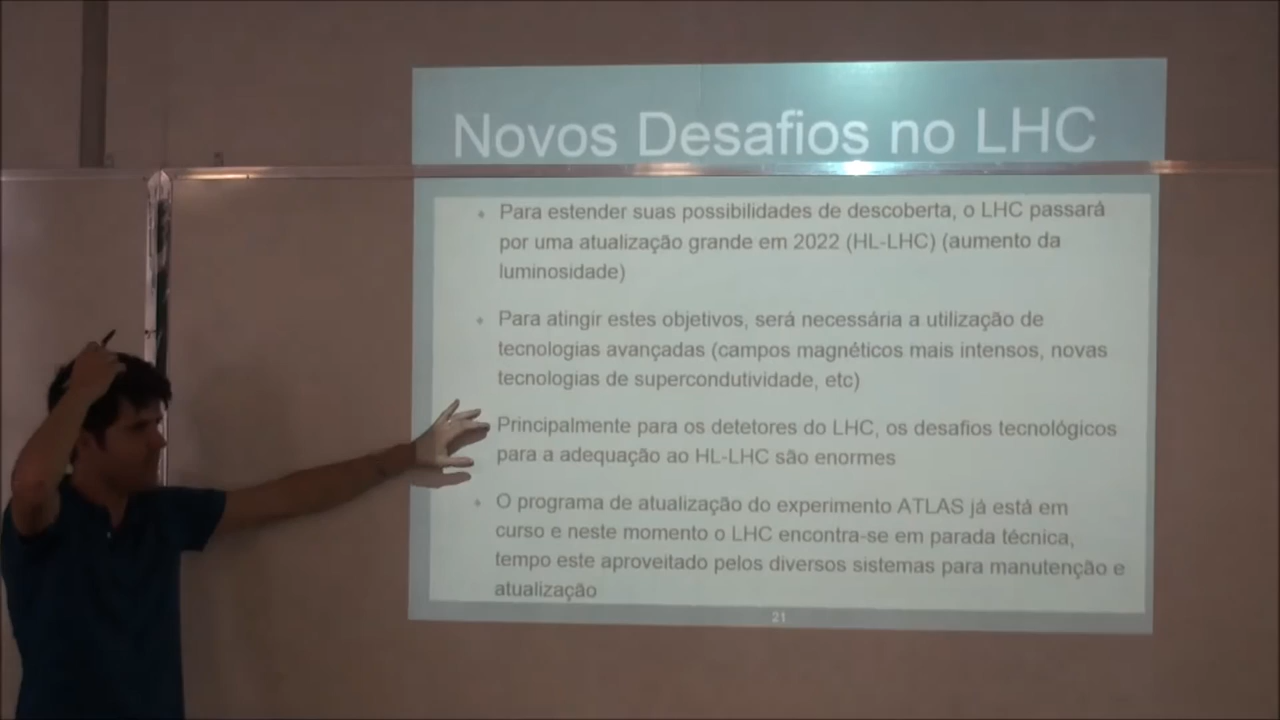 Novos Desafios no LHC
Para estender suas possibilidades de descoberta, o LHC passará
por uma atualização grande em 2022 (HL-LHC) (aumento da
luminosidade)
Para atingir estes objetivos, será necessária a utilização de
tecnologias avançadas (campos magnéticos mais intensos, novas
tecnologias de supercondutividade, etc)
Principalmente para os detetores do LHC, os desafios tecnológicos
para a adequação ao HL-LHC são enormes
O programa de atualização do experimento ATLAS já está em
curso e neste momento o LHC encontra-se em parada técnica,
tempo este aproveitado pelos diversos sistemas para manutenção e
atualização
21